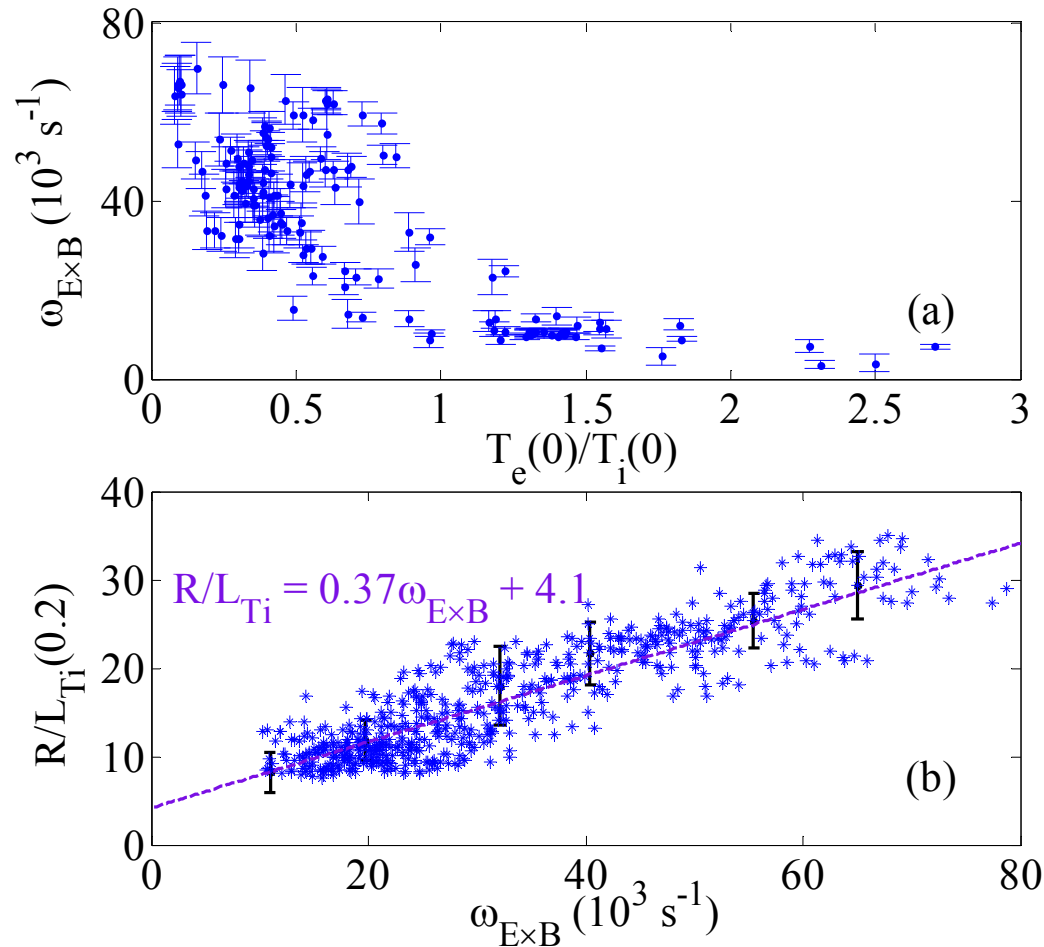 80
40
0
ω_E×B (10^3 s^-1)
(a)
0 0.5 1 1.5 2 2.5 3
T_e(0)/T_i(0)
40
30
20
10
0
R/L_Ti(0.2)
R/L_Ti = 0.37ω_E×B + 4.1
(b)
0 20 40 60 80
ω_E×B (10^3 s^-1)